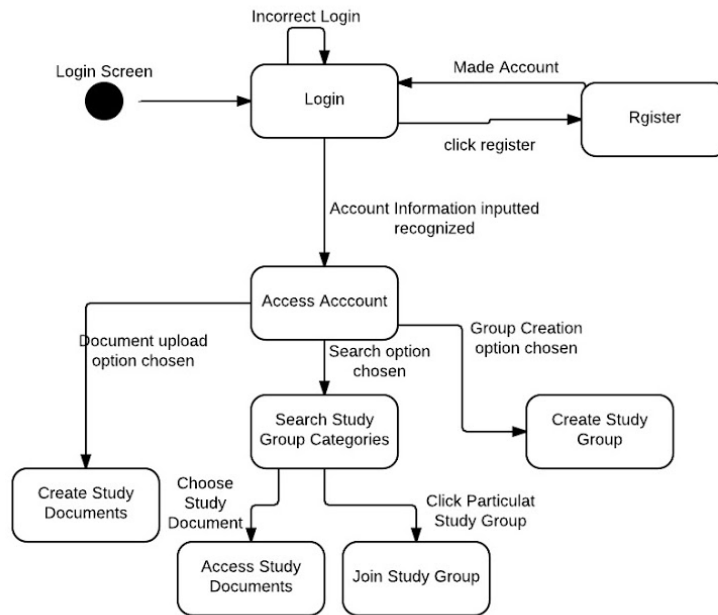 Incorrect Login
Login Screen
Login
Made Account
Rgister
click register
Account Information inputted
recognized
Access Acccount
Document upload
option chosen
Search option
chosen
Group Creation
option chosen
Search Study
Group Categories
Create Study
Group
Create Study
Documents
Choose
Study
Document
Click Particulat
Study Group
Access Study
Documents
Join Study Group